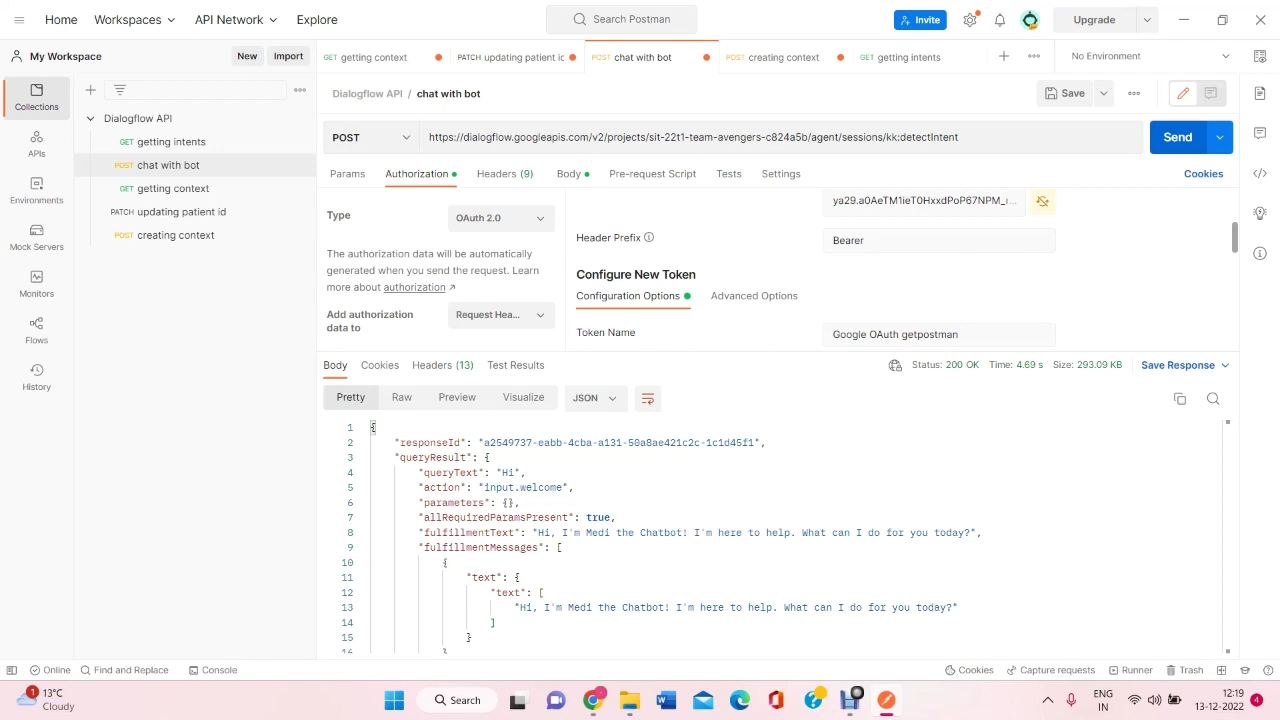 Home Workspaces API Network Explore Search Postman Invite Upgrade
My Workspace New Import GET getting context PATCH updating patient ic POST chat with bot POST creating context GET getting intents No Environment
Collections
APIs
Environments
Mock Servers
Monitors
Flows
History
Dialogflow API
GET getting intents
POST chat with bot
GET getting context
PATCH updating patient id
POST creating context
Dialogflow API / chat with bot Save
POST https://dialogflow.googleapis.com/v2/projects/sit-22t1-team-avengers-c824a5b/agent/sessions/kk:detectIntent Send
Params Authorization Headers (9) Body Pre-request Script Tests Settings Cookies
Type OAuth 2.0
The authorization data will be automatically
generated when you send the request. Learn
more about authorization ↗
Add authorization
data to
Request Hea...
ya29.a0AeTM1ieT0HxxdPoP67NPM_...
Header Prefix Bearer
Configure New Token
Configuration Options Advanced Options
Token Name Google OAuth getpostman
Body Cookies Headers (13) Test Results Status: 200 OK Time: 4.69 s Size: 293.09 KB Save Response
Pretty Raw Preview Visualize JSON
1 {
2 "responseId": "a2549737-eabb-4cba-a131-50a8ae421c2c-1c1d45f1",
3 "queryResult": {
4 "queryText": "Hi",
5 "action": "input.welcome",
6 "parameters": {},
7 "allRequiredParamsPresent": true,
8 "fulfillmentText": "Hi, I'm Medi the Chatbot! I'm here to help. What can I do for you today?",
9 "fulfillmentMessages": [
10 {
11 "text": {
12 "text": [
13 "Hi, I'm Medi the Chatbot! I'm here to help. What can I do for you today?"
14 ]
15 }
16 }
Online Find and Replace Console Cookies Capture requests Runner Trash
1 13°C
Cloudy
Search
ENG
IN
12:19
13-12-2022
4